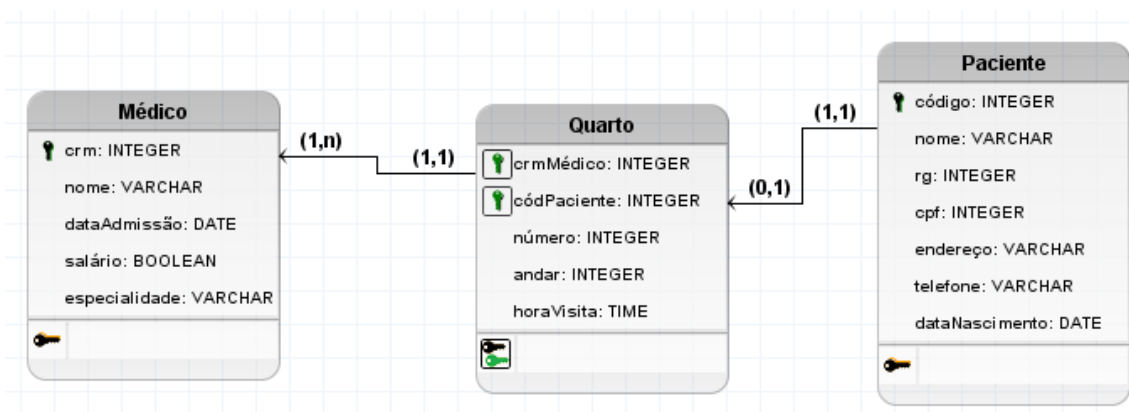 Médico
crm: INTEGER
nome: VARCHAR
dataAdmissão: DATE
salário: BOOLEAN
especialidade: VARCHAR
(1,n)
(1,1)
Quarto
crmMédico: INTEGER
códPaciente: INTEGER
número: INTEGER
andar: INTEGER
horaVisita: TIME
(1,1)
(0,1)
Paciente
código: INTEGER
nome: VARCHAR
rg: INTEGER
cpf: INTEGER
endereço: VARCHAR
telefone: VARCHAR
dataNascimento: DATE